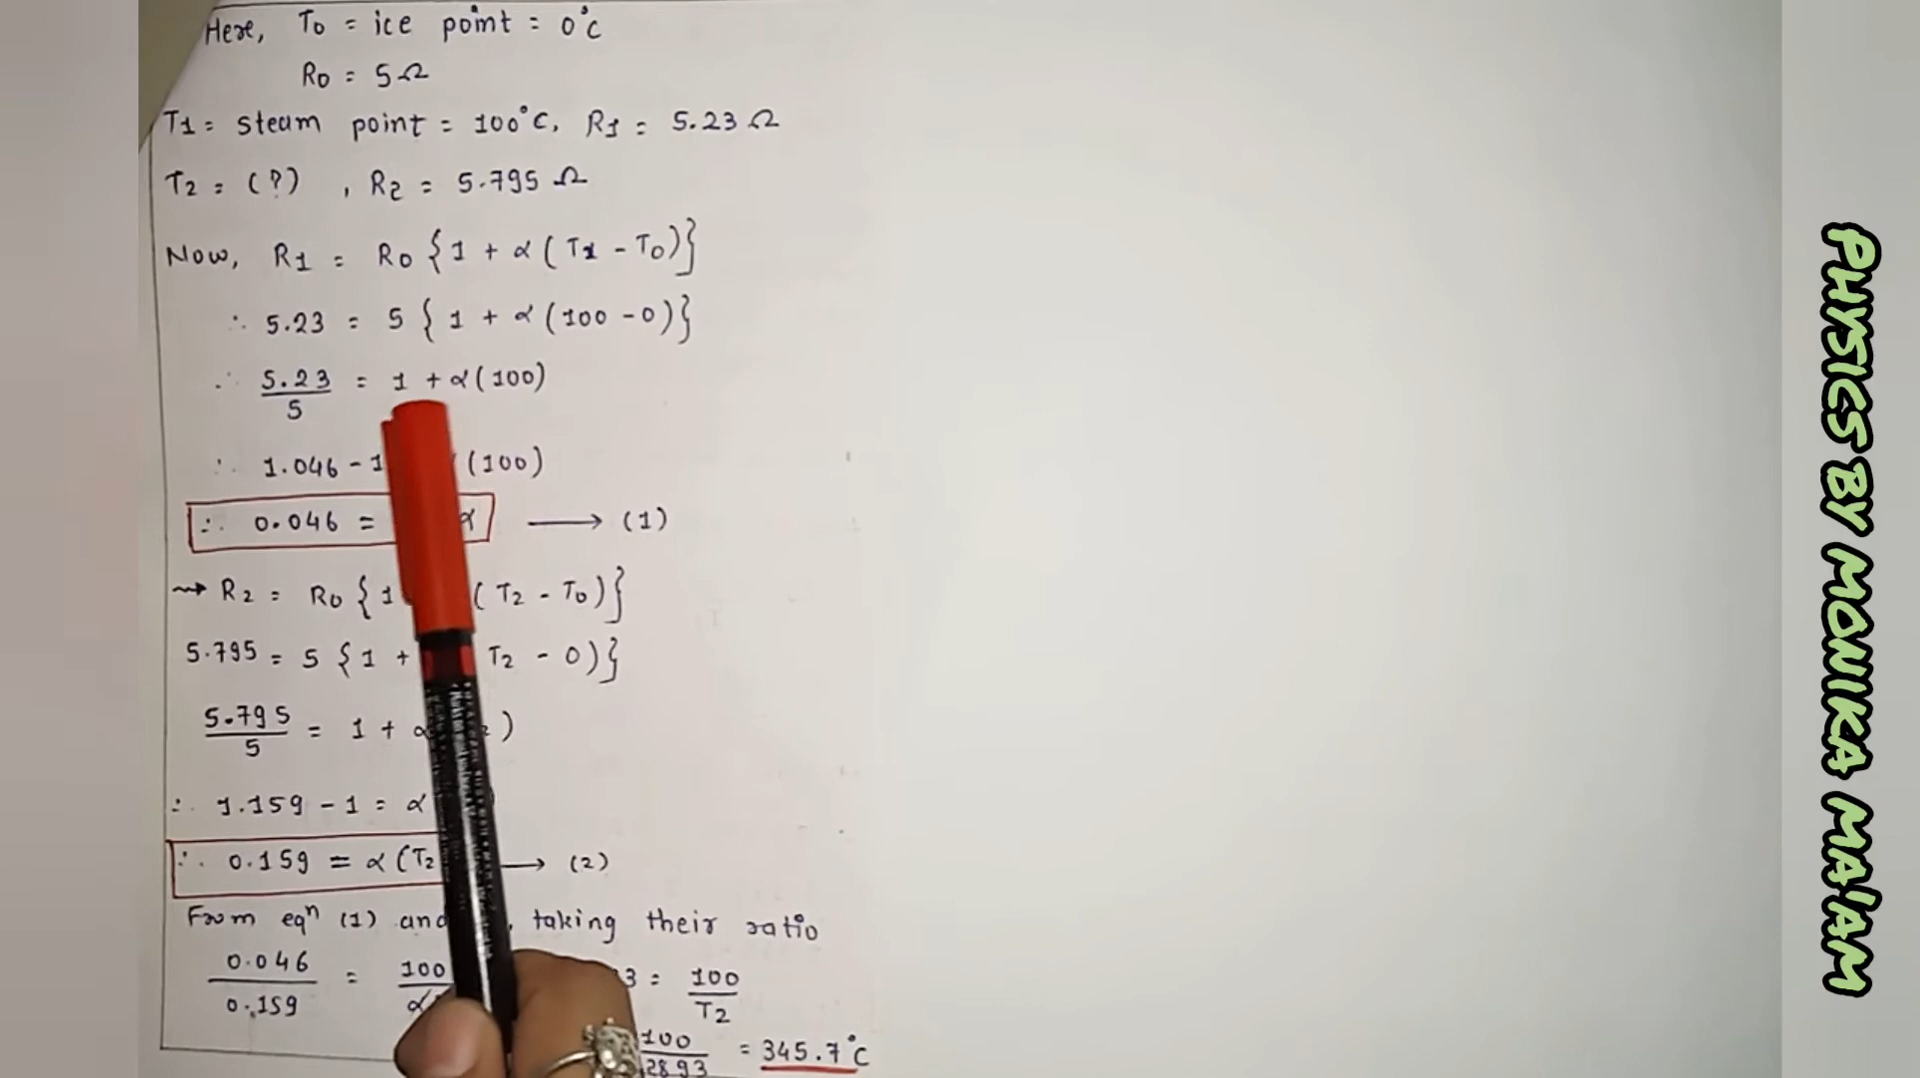 Here, T0 = ice point = 0°C
R0 = 5Ω
T1 = steam point = 100°C, R1 = 5.23 Ω
T2 = (?) , R2 = 5.795 Ω
Now, R1 = R0 {1 + α (T1 - T0)}
∴ 5.23 = 5 {1 + α (100 - 0)}
∴ 5.23/5 = 1 + α(100)
∴ 1.046 - 1 (100)
∴ 0.046 = α → (1)
⇝ R2 = R0 {1 (T2 - T0)}
5.795 = 5 {1 + T2 - 0)}
5.795/5 = 1 + α )
∴ 1.159 - 1 = α
∴ 0.159 = α (T2 → (2)
From eqn (1) and , taking their ratio
0.046/0.159 = 100/α 3 = 100/T2
100/2893 = 345.7°C
PHYSICS BY MONIKA MA'AM